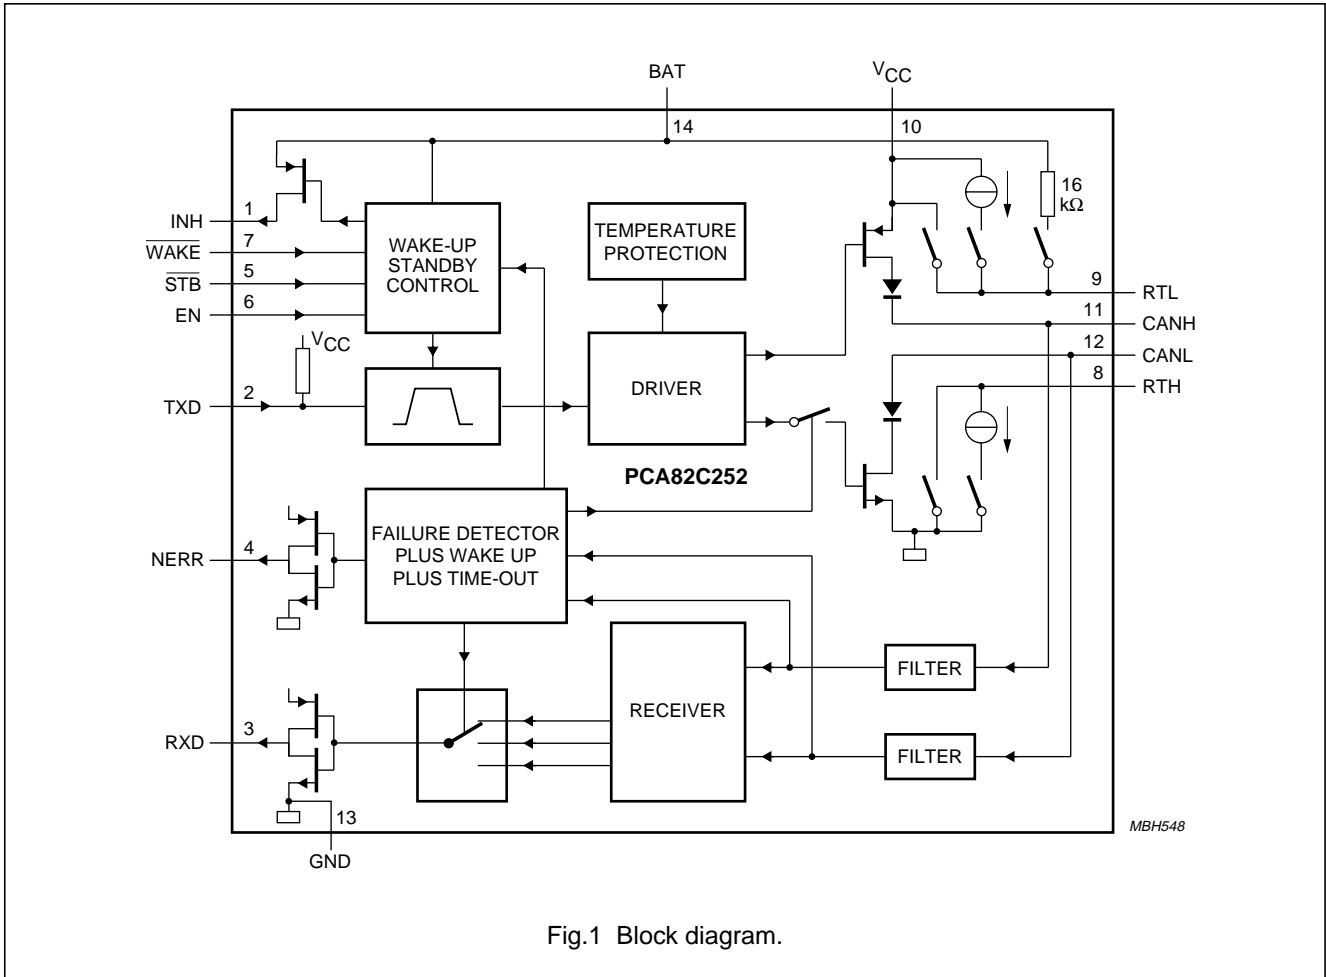 BAT
VCC
14
10
16
kΩ
1
INH
7
WAKE
5
STB
6
EN
WAKE-UP
STANDBY
CONTROL
TEMPERATURE
PROTECTION
9
RTL
11
CANH
12
CANL
8
RTH
VCC
2
TXD
DRIVER
PCA82C252
4
NERR
FAILURE DETECTOR
PLUS WAKE UP
PLUS TIME-OUT
FILTER
RECEIVER
3
RXD
FILTER
13
GND
MBH548
Fig.1 Block diagram.